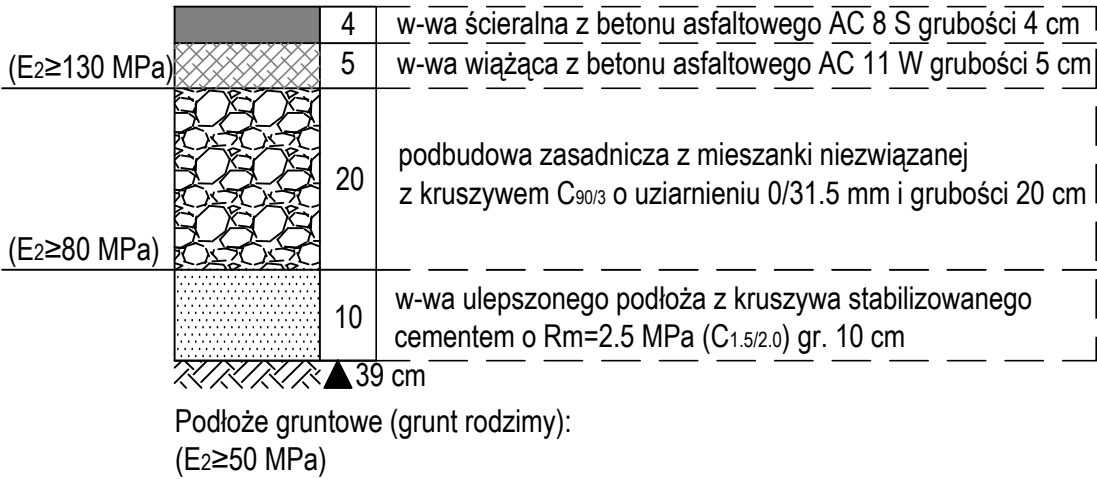 4 w-wa ścieralna z betonu asfaltowego AC 8 S grubości 4 cm
(E2≥130 MPa) 5 w-wa wiążąca z betonu asfaltowego AC 11 W grubości 5 cm
podbudowa zasadnicza z mieszanki niezwiązanej
20 z kruszywem C90/3 o uziarnieniu 0/31.5 mm i grubości 20 cm
(E2≥80 MPa)
w-wa ulepszonego podłoża z kruszywa stabilizowanego
10 cementem o Rm=2.5 MPa (C1.5/2.0) gr. 10 cm
39 cm
Podłoże gruntowe (grunt rodzimy):
(E2≥50 MPa)